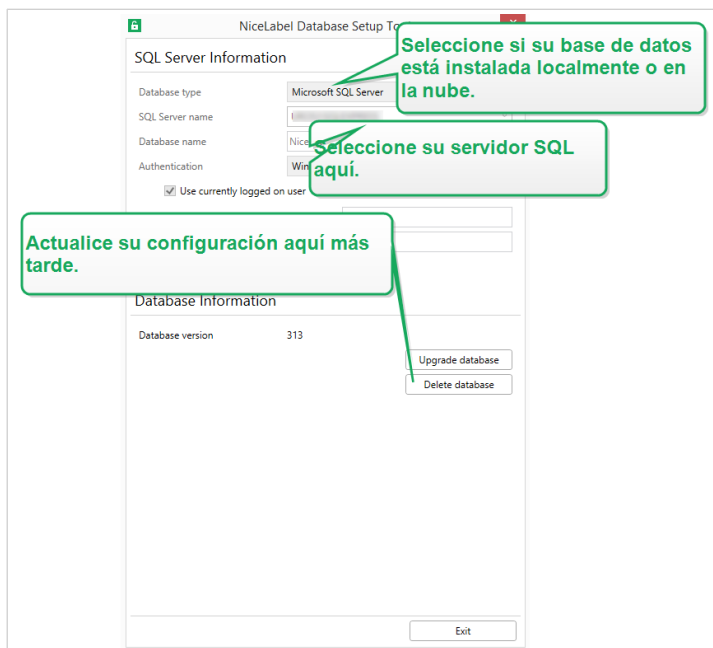 NiceLabel Database Setup
Seleccione si su base de datos
está instalada localmente o en
la nube.
SQL Server Information
Database type
Microsoft SQL Server
SQL Server name
Database name
Seleccione su servidor SQL
aquí.
Authentication
Use currently logged on user
Actualice su configuración aquí más
tarde.
Database Information
Database version
313
Upgrade database
Delete database
Exit